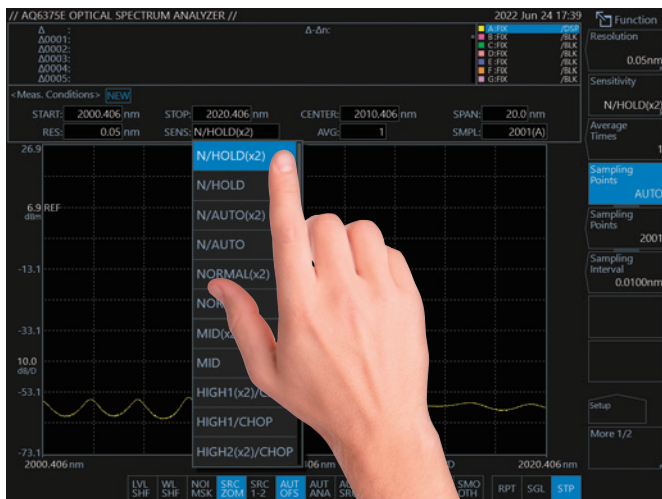 // AQ6375E OPTICAL SPECTRUM ANALYZER //
2022 Jun 24 17:39
Δ :
Δ-Δn:
Δ0001:
Δ0002:
Δ0003:
Δ0004:
Δ0005:
A:FIX /DSP
B:FIX /BLK
C:FIX /BLK
D:FIX /BLK
E:FIX /BLK
F:FIX /BLK
G:FIX /BLK
<Meas. Conditions> NEW
START: 2000.406 nm STOP: 2020.406 nm CENTER: 2010.406 nm SPAN: 20.0 nm
RES: 0.05 nm SENS: N/HOLD(x2) AVG: 1 SMPL: 2001(A)
N/HOLD(x2)
N/HOLD
N/AUTO(x2)
N/AUTO
NORMAL(x2)
MID
HIGH1/CHOP
HIGH2(x2)/CHOP
26.9
6.9 REF
dBm
-13.1
-33.1
10.0
dB/D
-53.1
-73.1
2000.406 nm
2020.406
LVL SHF
WL SHF
NOI MSK
SRC ZOM
SRC 1-2
AUT OFS
AUT ANA
SMO OTH
RPT
SGL
STP
Function
Resolution
0.05nm
Sensitivity
N/HOLD(x2)
Average
Times
1
Sampling
Points
AUTO
Sampling
Points
2001
Sampling
Interval
0.0100nm
Setup
More 1/2